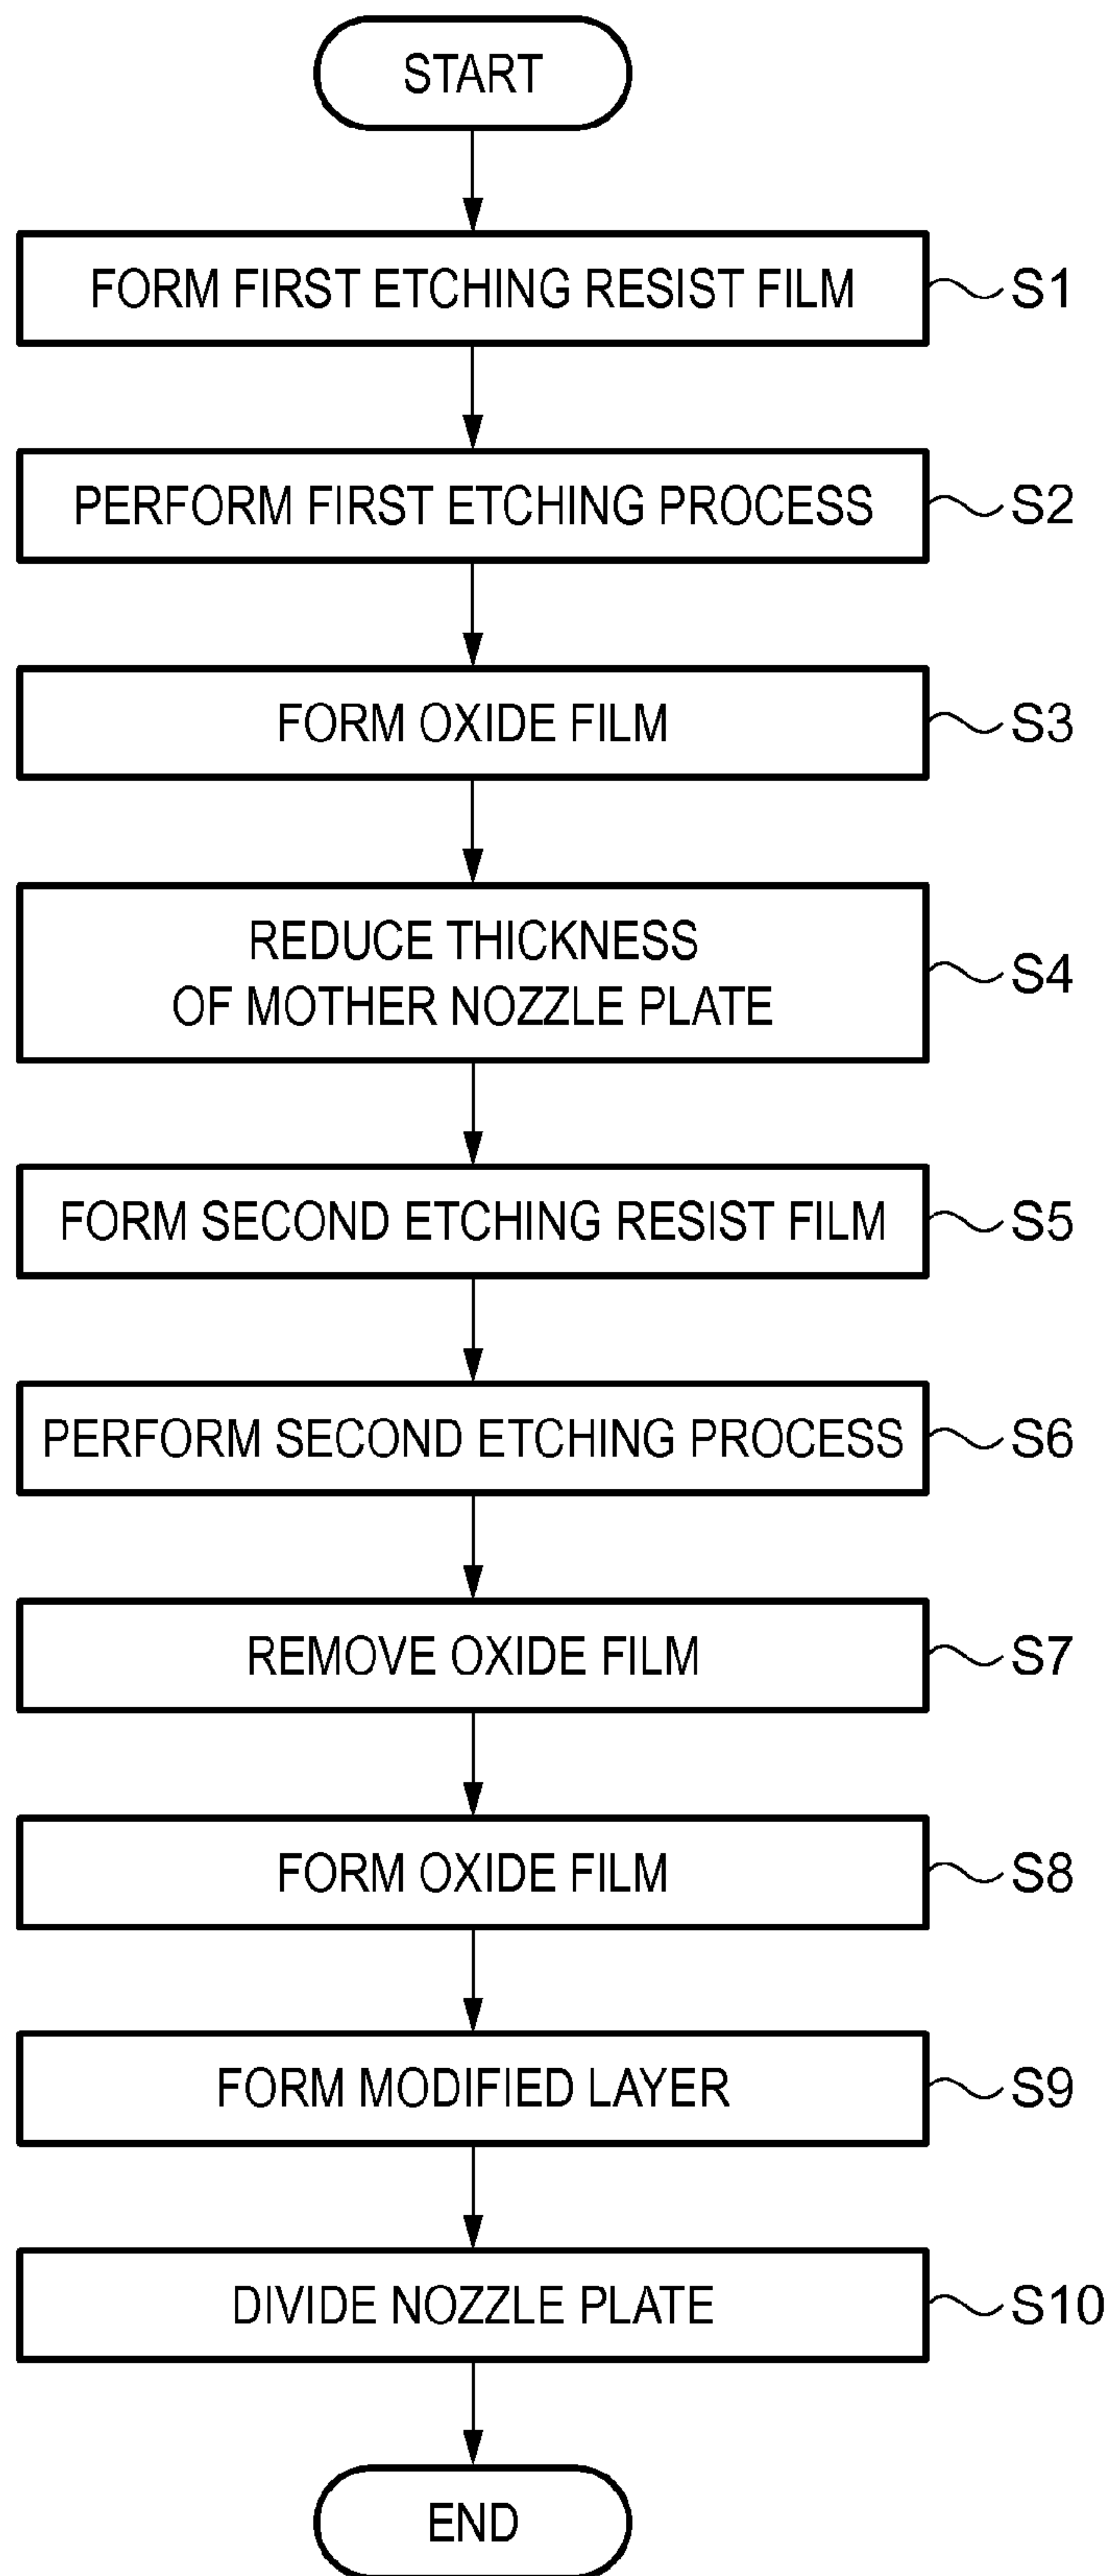 START
FORM FIRST ETCHING RESIST FILM S1
PERFORM FIRST ETCHING PROCESS S2
FORM OXIDE FILM S3
REDUCE THICKNESS
OF MOTHER NOZZLE PLATE S4
FORM SECOND ETCHING RESIST FILM S5
PERFORM SECOND ETCHING PROCESS S6
REMOVE OXIDE FILM S7
FORM OXIDE FILM S8
FORM MODIFIED LAYER S9
DIVIDE NOZZLE PLATE S10
END